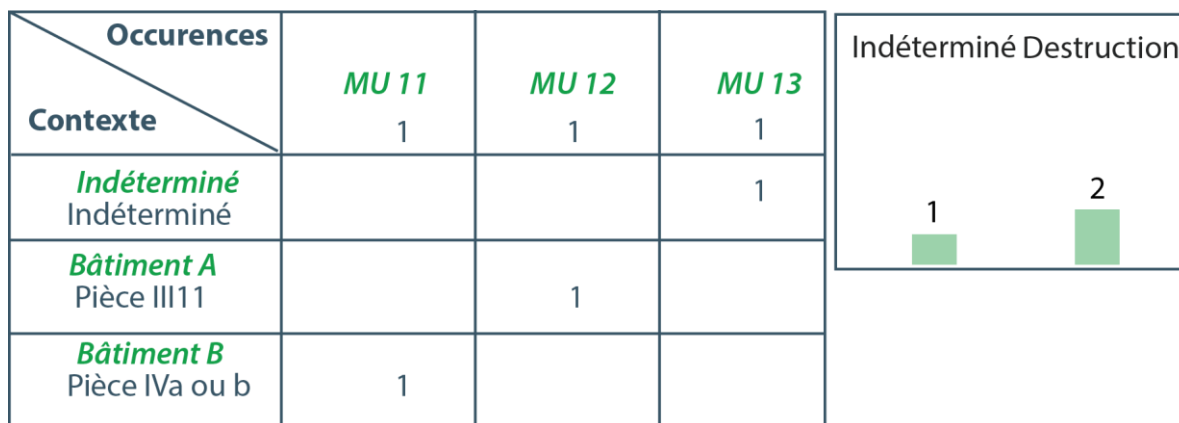 Occurences
Contexte
MU 11 MU 12 MU 13
1 1 1
Indéterminé
Indéterminé
1
Bâtiment A
Pièce III11
1
Bâtiment B
Pièce IVa ou b
1
Indéterminé Destruction
1 2